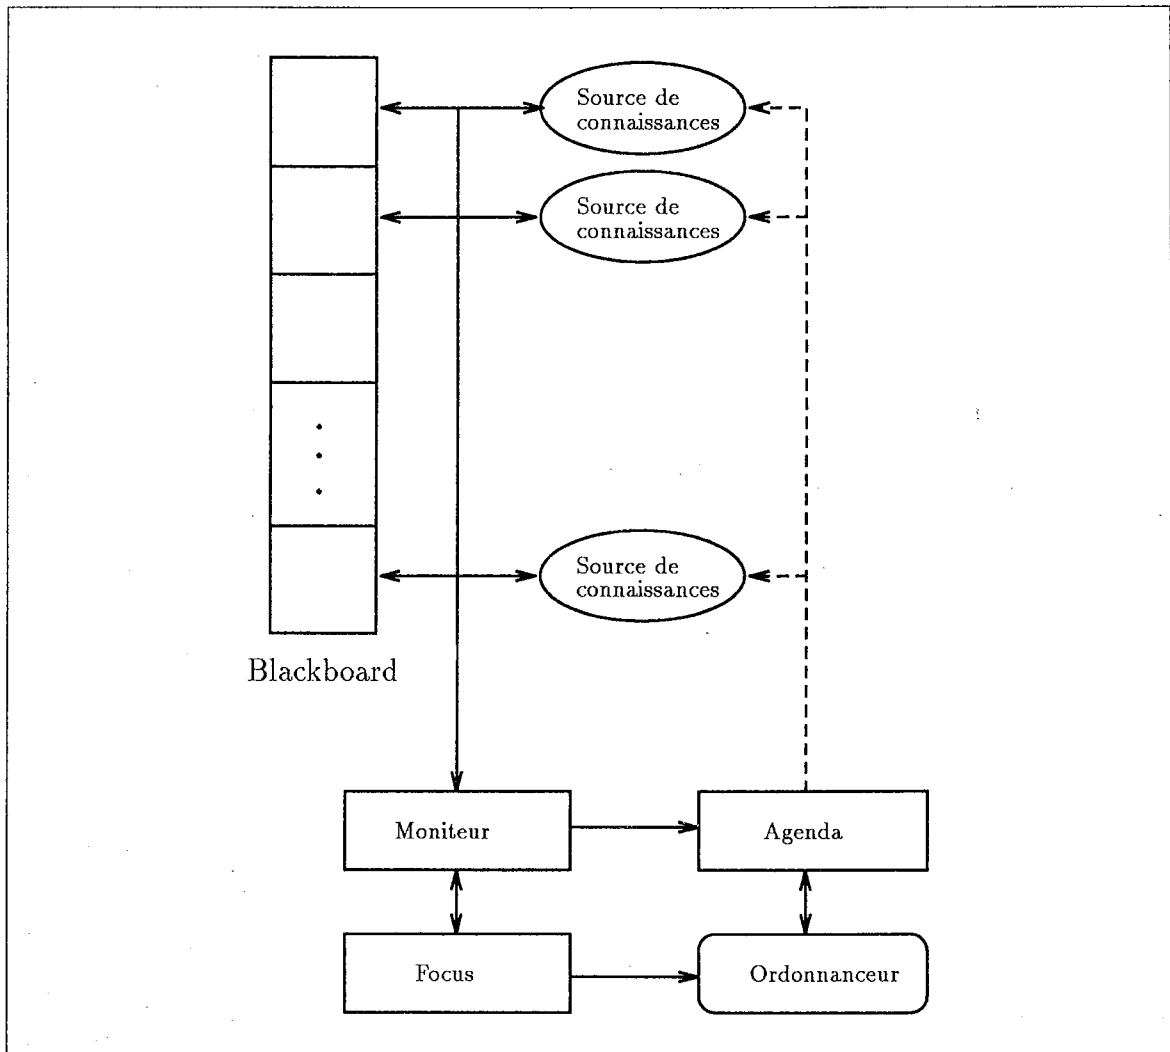 Source de
connaissances
Source de
connaissances
Source de
connaissances
Blackboard
Moniteur
Agenda
Focus
Ordonnanceur